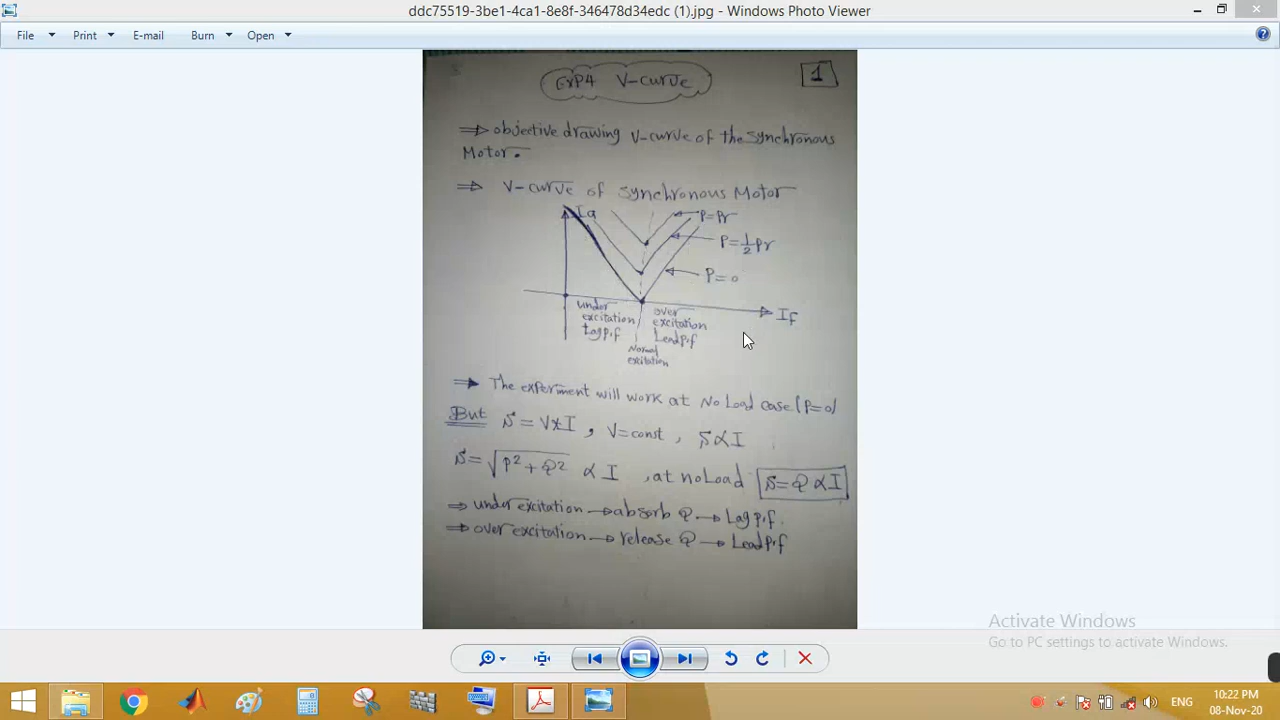 ddc75519-3be1-4ca1-8e8f-346478d34edc (1).jpg - Windows Photo Viewer
File Print E-mail Burn Open
Exp4 V-curve
1
⇒ objective drawing V-curve of the synchronous
Motor.
⇒ V-curve of synchronous Motor
Ia
P=Pr
P=½Pr
P=0
If
under
excitation
Lag p.f
over
excitation
Lead p.f
Normal
excitation
⇒ The experiment will work at No Load case (P=0)
But S=V*I, V=const, S∝I
S=√P²+Q² ∝ I, at no Load S=Q∝I
⇒ under excitation → absorb Q → Lag p.f.
⇒ over excitation → release Q → Lead p.f
Activate Windows
Go to PC settings to activate Windows.
ENG
10:22 PM
08-Nov-20